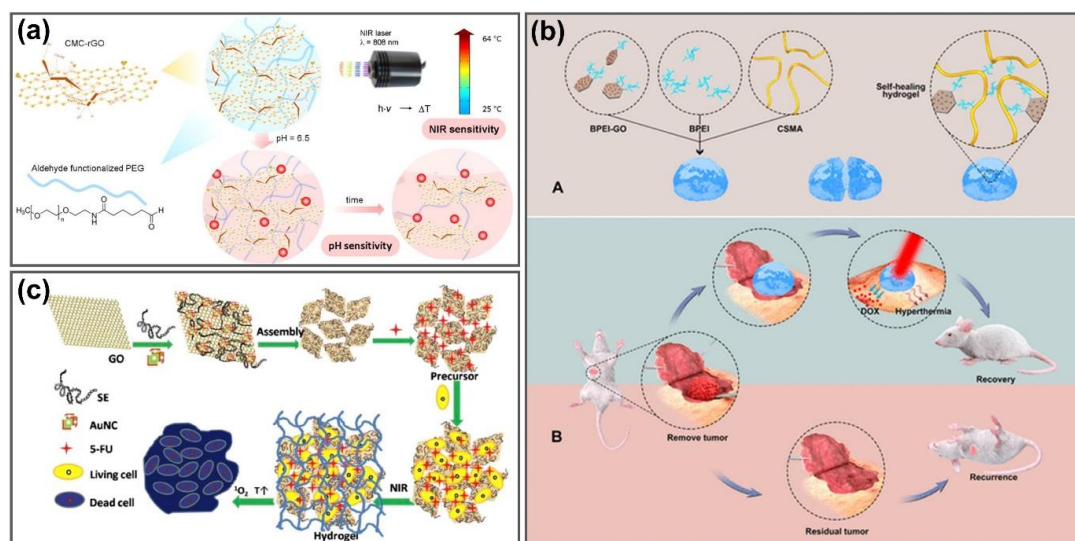 (a)
CMC-rGO
NIR laser
λ = 808 nm
h·ν → ΔT
64 °C
25 °C
NIR sensitivity
pH = 6.5
Aldehyde functionalized PEG
H₃C
O
n
O
N
H
O
O
H
time
pH sensitivity
(b)
BPEI-GO
BPEI
CSMA
Self-healing
hydrogel
A
DOX
Hyperthermia
Recovery
Remove tumor
B
Residual tumor
Recurrence
(c)
GO
Assembly
Precursor
SE
AuNC
5-FU
Living cell
Dead cell
¹O₂ T↑
Hydrogel
NIR